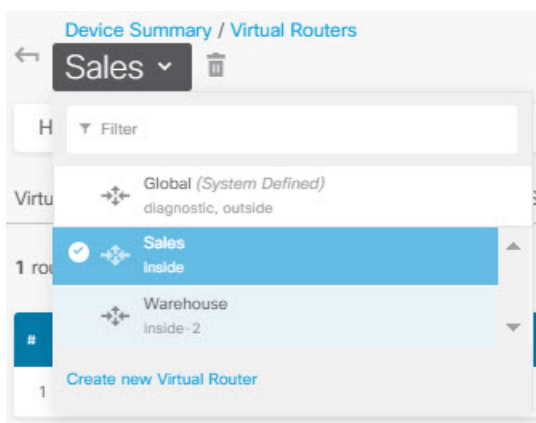 Device Summary / Virtual Routers
Sales
H
Filter
Global (System Defined)
diagnostic, outside
Virtu
Sales
inside
1 rou
Warehouse
inside-2
#
Create new Virtual Router
1